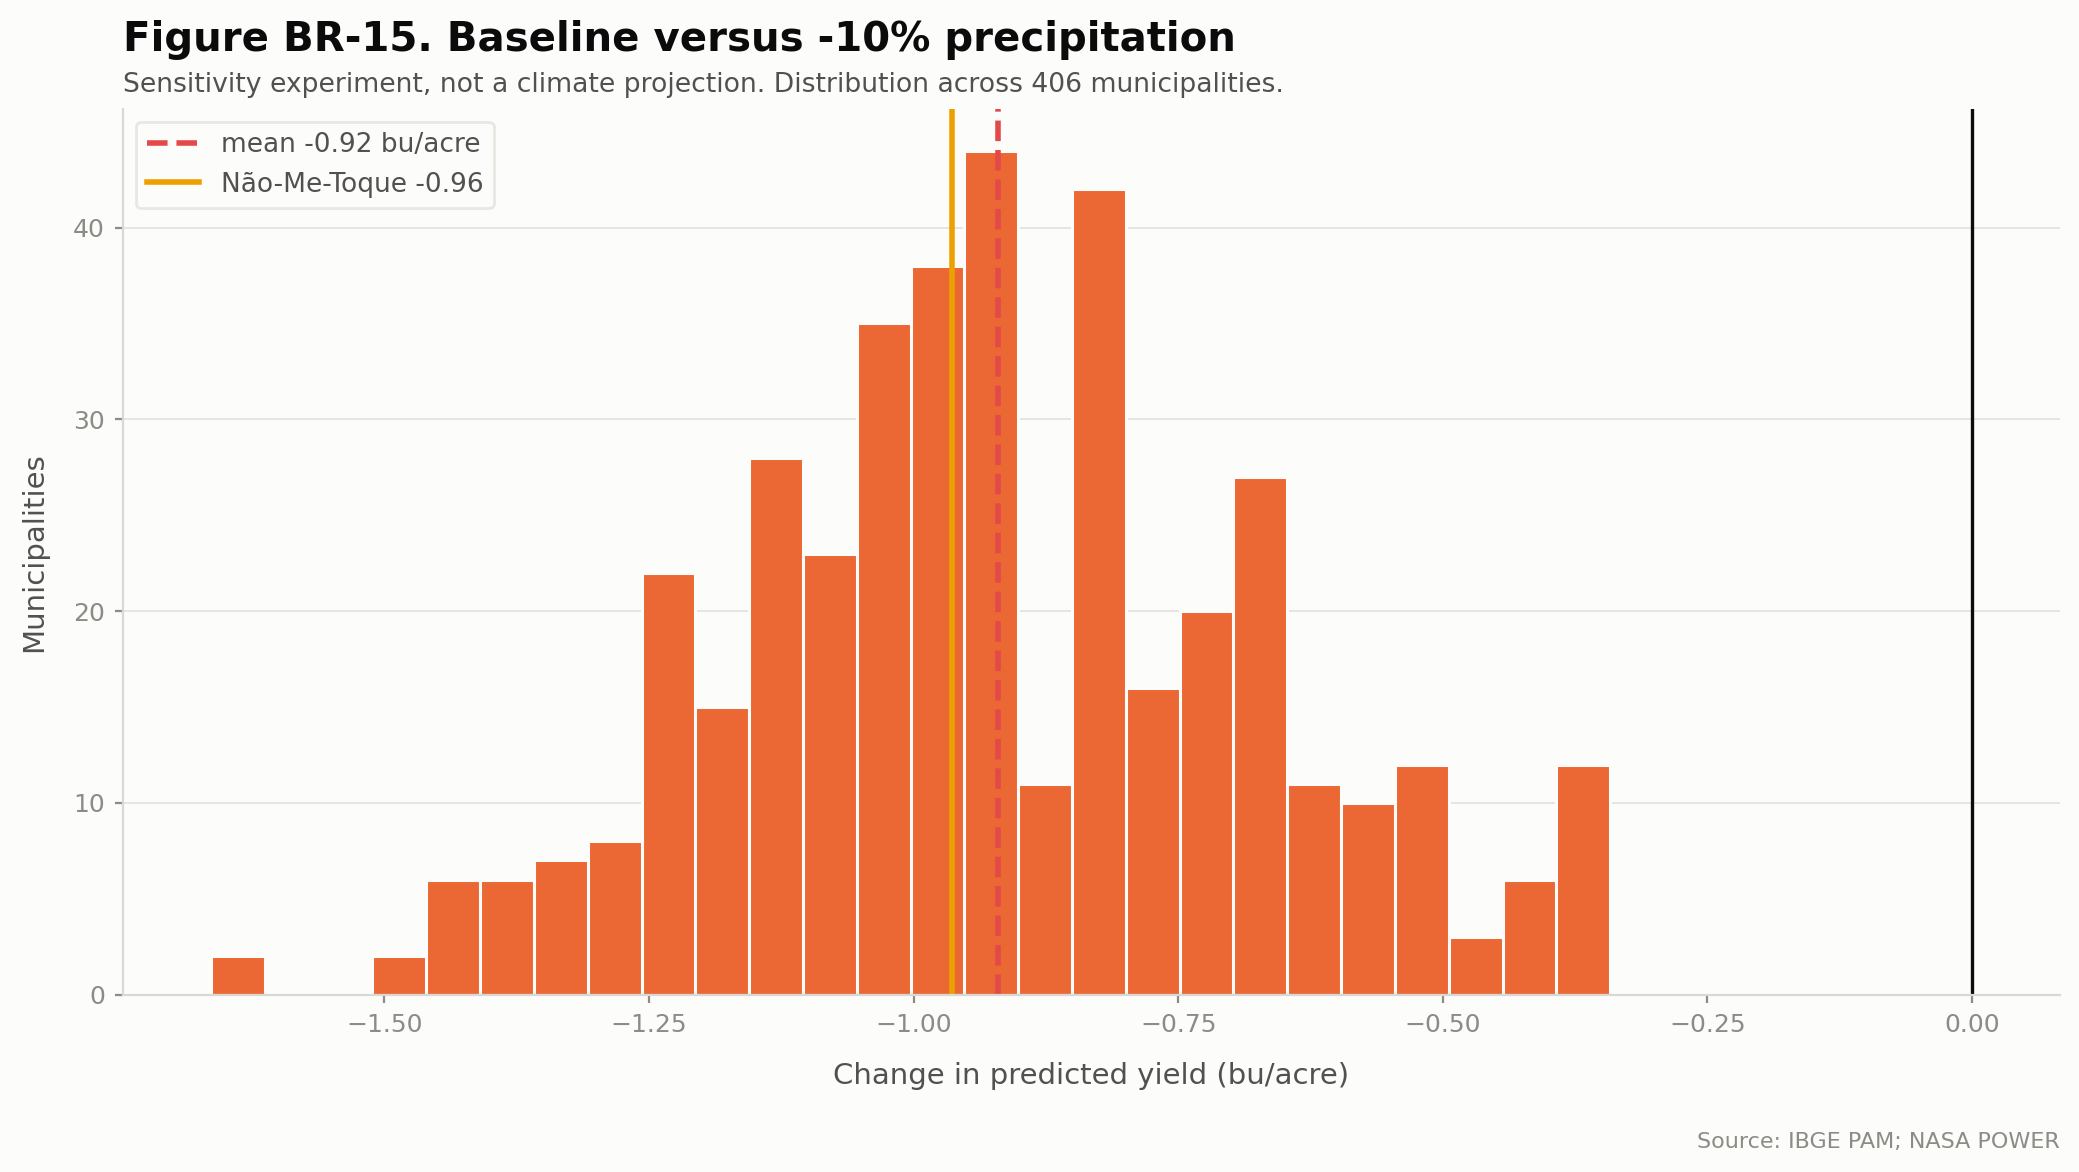 Figure BR-15. Baseline versus -10% precipitation
Sensitivity experiment, not a climate projection. Distribution across 406 municipalities.
mean -0.92 bu/acre
Não-Me-Toque -0.96
Municipalities
40
30
20
10
0
−1.50 −1.25 −1.00 −0.75 −0.50 −0.25 0.00
Change in predicted yield (bu/acre)
Source: IBGE PAM; NASA POWER